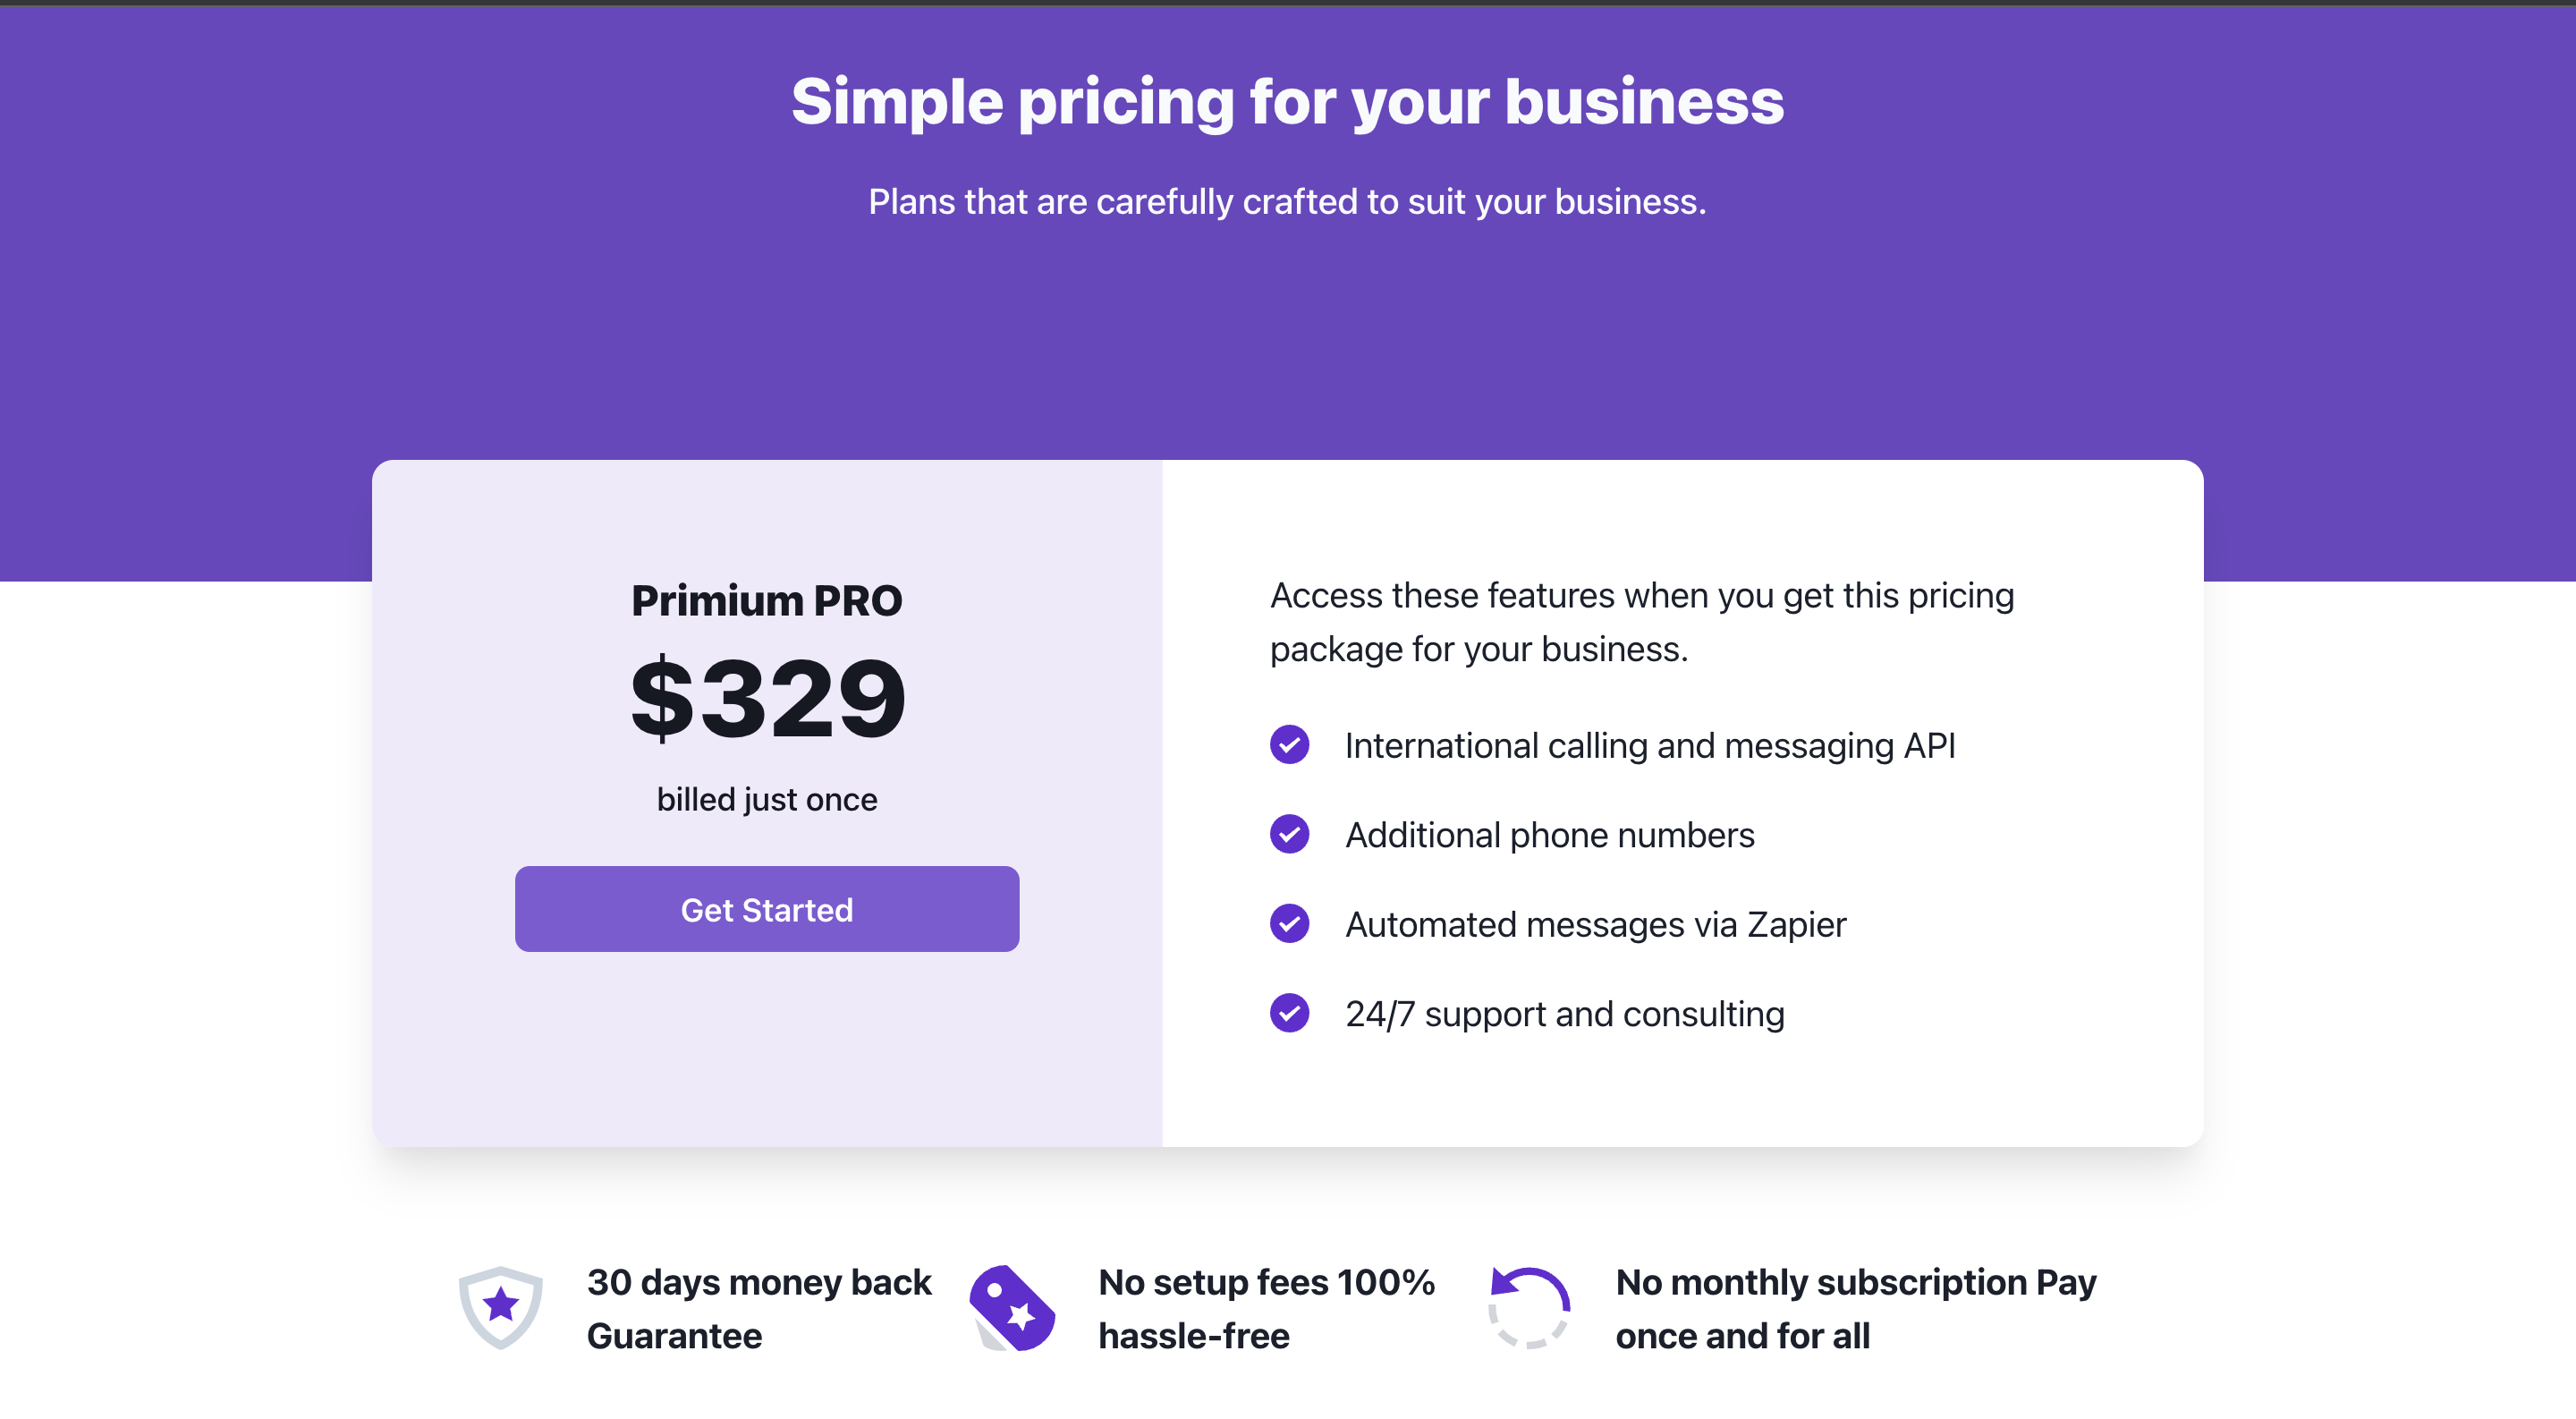 Simple pricing for your business
Plans that are carefully crafted to suit your business.
Primium PRO
$329
billed just once
Get Started
Access these features when you get this pricing
package for your business.
International calling and messaging API
Additional phone numbers
Automated messages via Zapier
24/7 support and consulting
30 days money back
Guarantee
No setup fees 100%
hassle-free
No monthly subscription Pay
once and for all